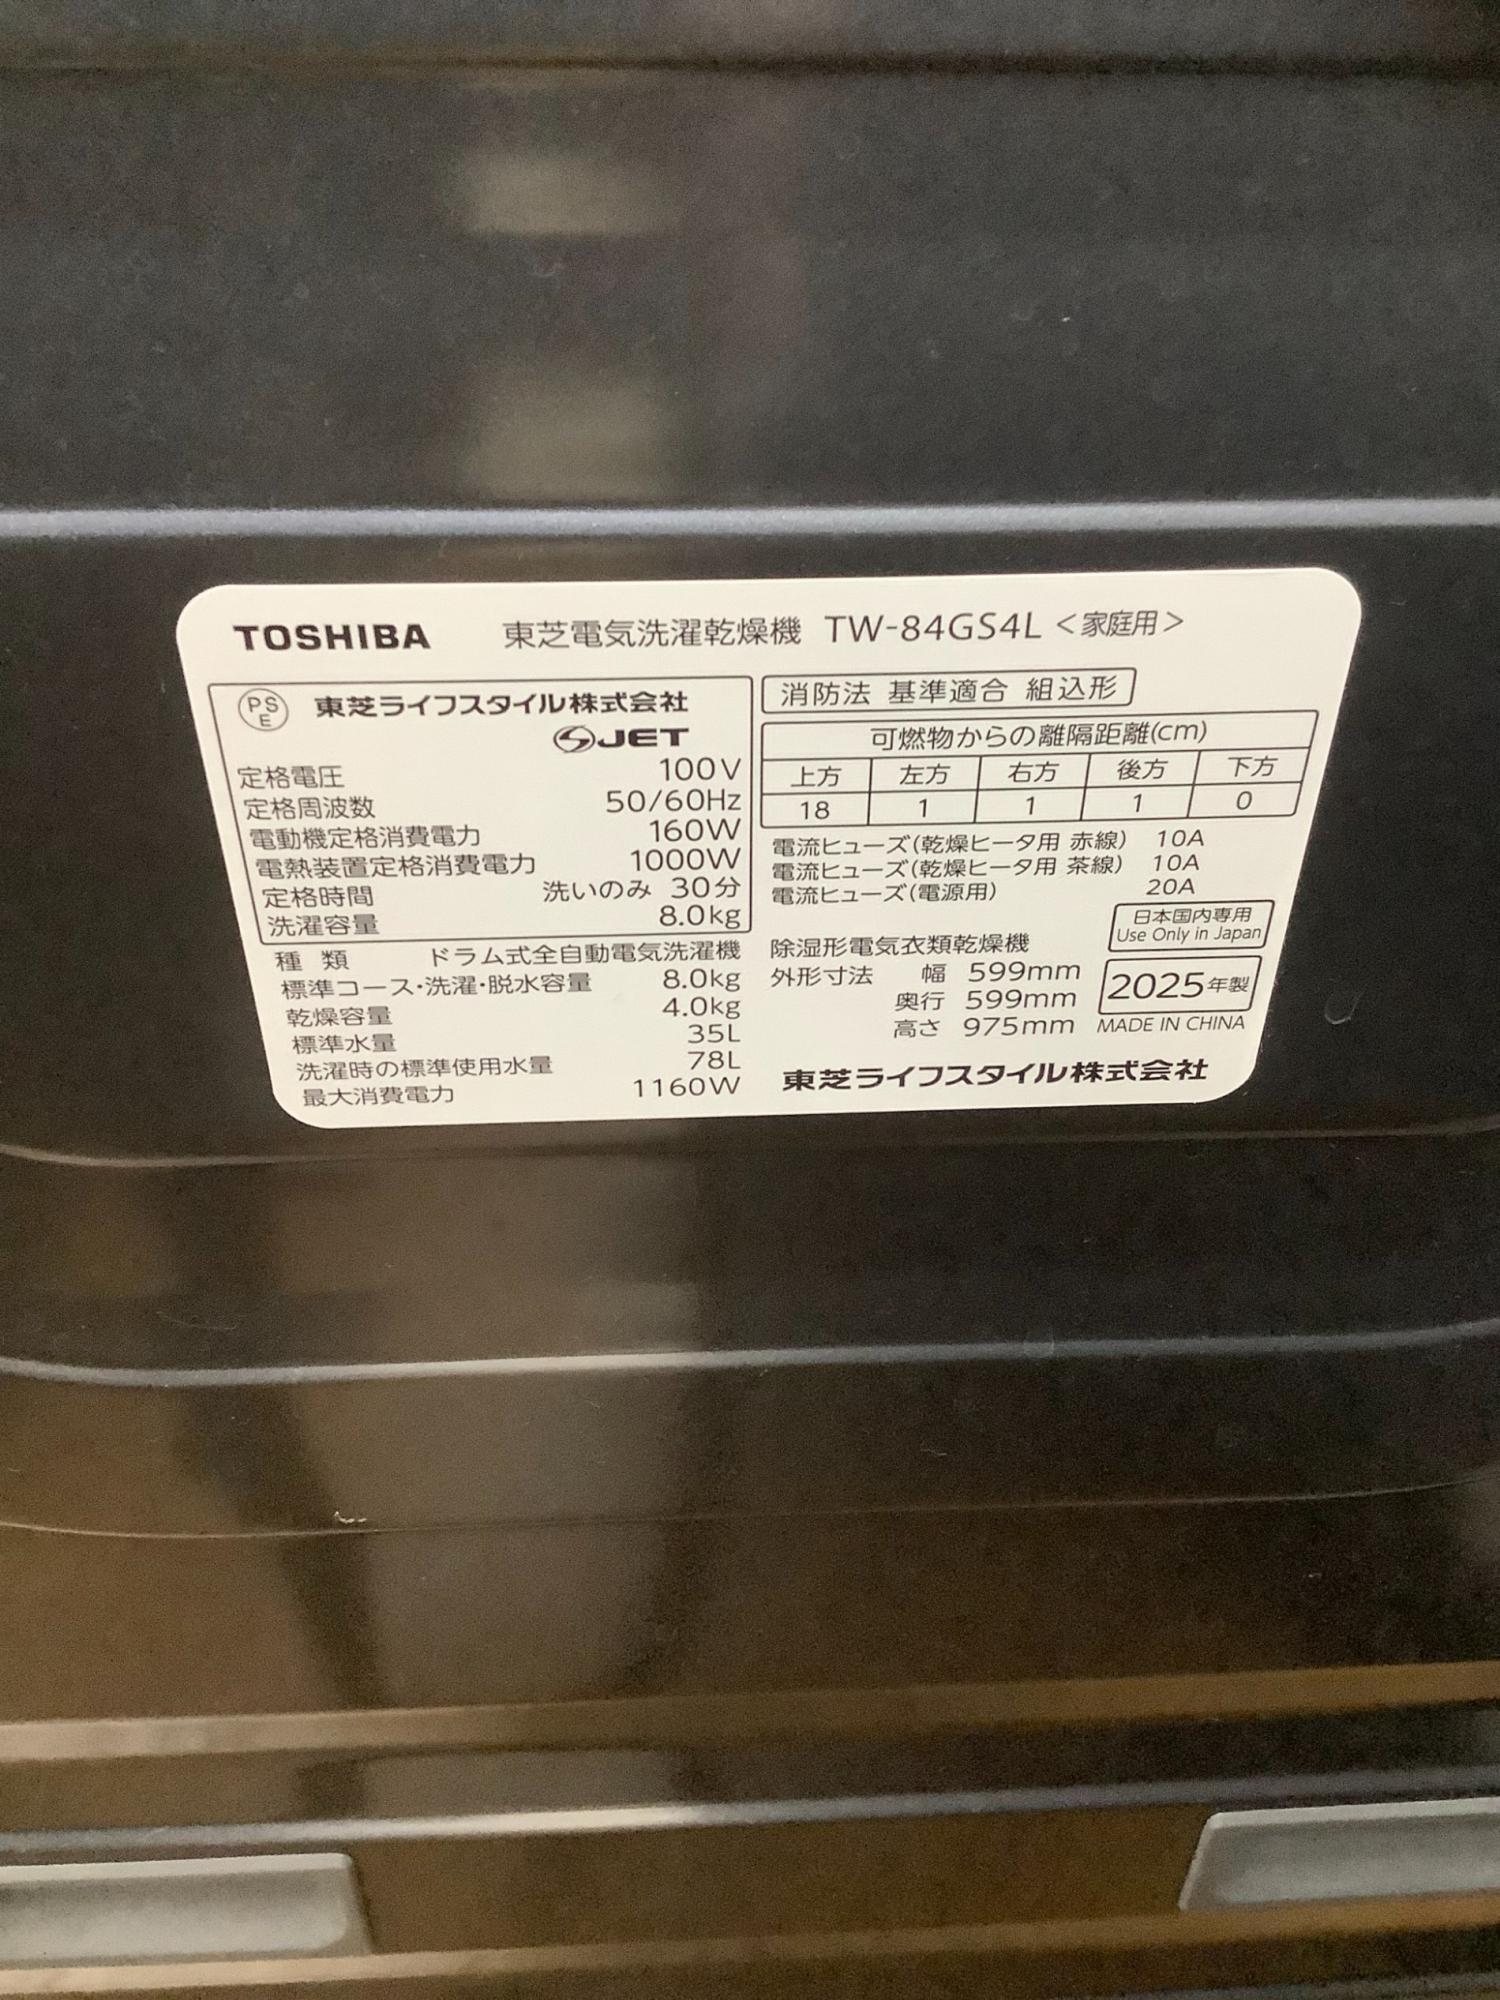 TOSHIBA 東芝電気洗濯乾燥機 TW-84GS4L <家庭用>
PS E 東芝ライフスタイル株式会社
JET
定格電圧 100V
定格周波数 50/60Hz
電動機定格消費電力 160W
電熱装置定格消費電力 1000W
定格時間 洗いのみ 30分
洗濯容量 8.0kg
種 類 ドラム式全自動電気洗濯機
標準コース・洗濯・脱水容量 8.0kg
乾燥容量 4.0kg
標準水量 35L
洗濯時の標準使用水量 78L
最大消費電力 1160W
消防法 基準適合 組込形
可燃物からの離隔距離(cm)
上方 左方 右方 後方 下方
18 1 1 1 0
電流ヒューズ(乾燥ヒータ用 赤線) 10A
電流ヒューズ(乾燥ヒータ用 茶線) 10A
電流ヒューズ(電源用) 20A
日本国内専用
Use Only in Japan
除湿形電気衣類乾燥機
外形寸法 幅 599mm
奥行 599mm
高さ 975mm
2025年製
MADE IN CHINA
東芝ライフスタイル株式会社